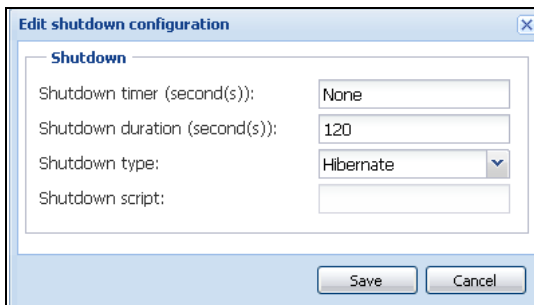 Edit shutdown configuration
Shutdown
Shutdown timer (second(s)): None
Shutdown duration (second(s)): 120
Shutdown type: Hibernate
Shutdown script:
Save Cancel